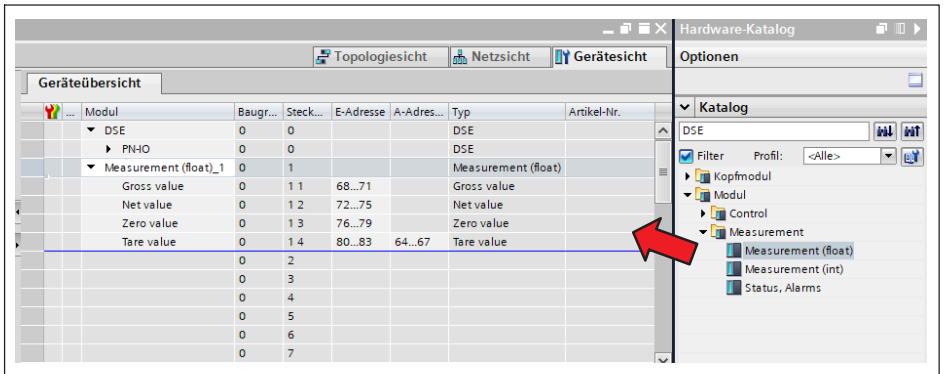 Hardware-Katalog
Topologiesicht Netzsicht Gerätesicht Optionen
Geräteübersicht
Katalog
... Modul Baugr... Steck... E-Adresse A-Adres... Typ Artikel-Nr.
DSE 0 0 DSE DSE
PN-IO 0 0 DSE
Filter Profil: <Alle>
Measurement (float)_1 0 1 Measurement (float) Kopfmodul
Gross value 0 1 1 68...71 Gross value Modul
Net value 0 1 2 72...75 Net value Control
Zero value 0 1 3 76...79 Zero value Measurement
Tare value 0 1 4 80...83 64...67 Tare value Measurement (float)
0 2 Measurement (int)
0 3 Status, Alarms
0 4
0 5
0 6
0 7